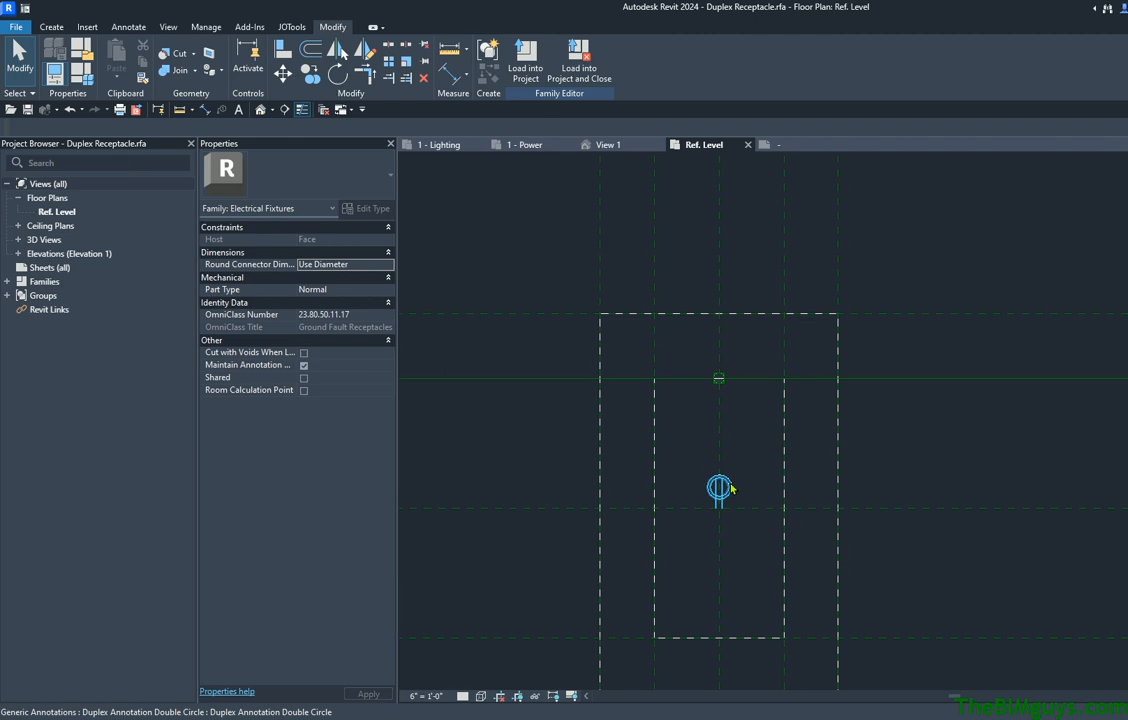 Autodesk Revit 2024 - Duplex Receptacle.rfa - Floor Plan: Ref. Level
File Create Insert Annotate View Manage Add-Ins JOTools Modify
Modify
Paste
Cut
Join
Activate
Load into
Project
Load into
Project and Close
Select Properties Clipboard Geometry Controls Modify Measure Create Family Editor
Project Browser - Duplex Receptacle.rfa
Search
Views (all)
Floor Plans
Ref. Level
Ceiling Plans
3D Views
Elevations (Elevation 1)
Sheets (all)
Families
Groups
Revit Links
Properties
R
Family: Electrical Fixtures Edit Type
Constraints
Host Face
Dimensions
Round Connector Dim... Use Diameter
Mechanical
Part Type Normal
Identity Data
OmniClass Number 23.80.50.11.17
OmniClass Title Ground Fault Receptacles
Other
Cut with Voids When L...
Maintain Annotation ...
Shared
Room Calculation Point
Properties help Apply
1 - Lighting 1 - Power View 1 Ref. Level -
6" = 1'-0"
Generic Annotations : Duplex Annotation Double Circle : Duplex Annotation Double Circle
TheBIMguys.com